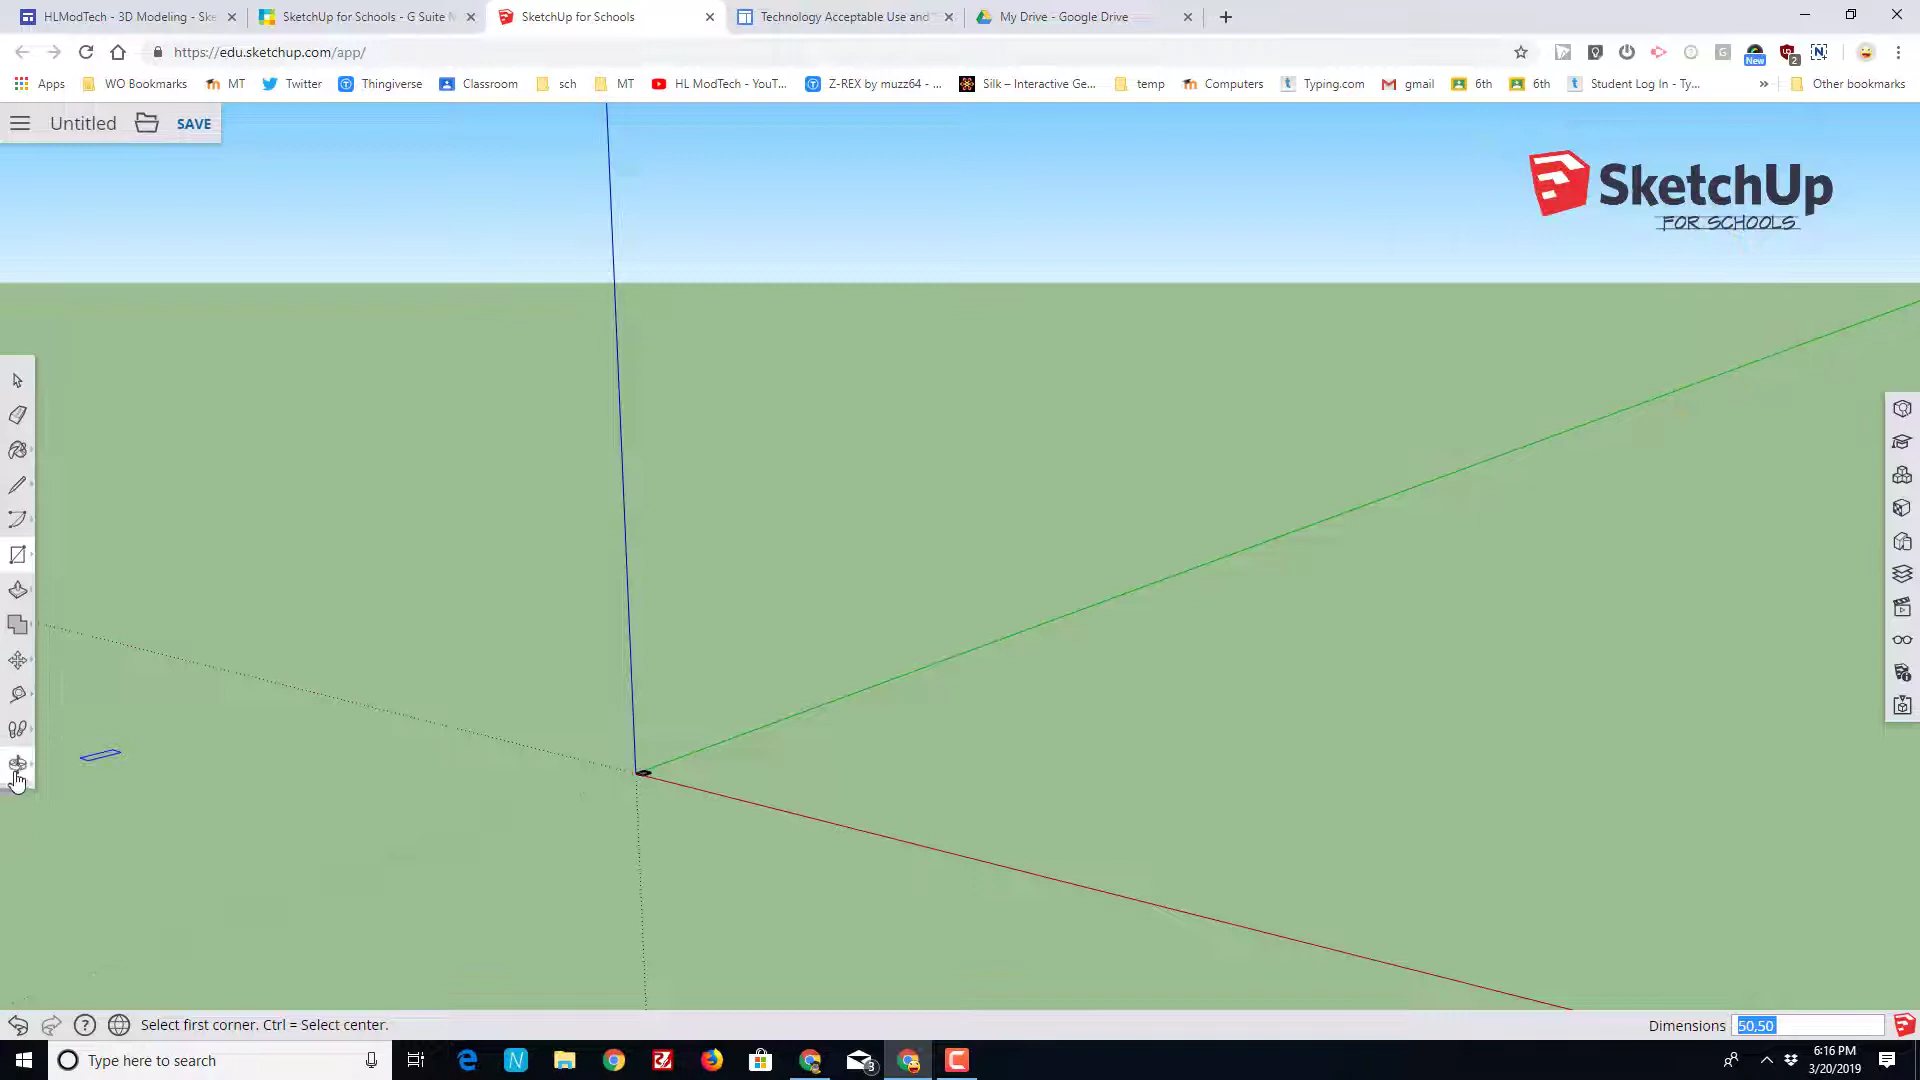 HLModTech - 3D Modeling - Ske
SketchUp for Schools - G Suite M
SketchUp for Schools
Technology Acceptable Use and
My Drive - Google Drive
https://edu.sketchup.com/app/
New
2
Apps
WO Bookmarks
MT
Twitter
Thingiverse
Classroom
sch
MT
HL ModTech - YouT...
Z-REX by muzz64 - ...
Silk – Interactive Ge...
temp
Computers
Typing.com
gmail
6th
6th
Student Log In - Ty...
»
Other bookmarks
Untitled
SAVE
SketchUp
FOR SCHOOLS
Select first corner. Ctrl = Select center.
Dimensions
50,50
Type here to search
3
6:16 PM
3/20/2019